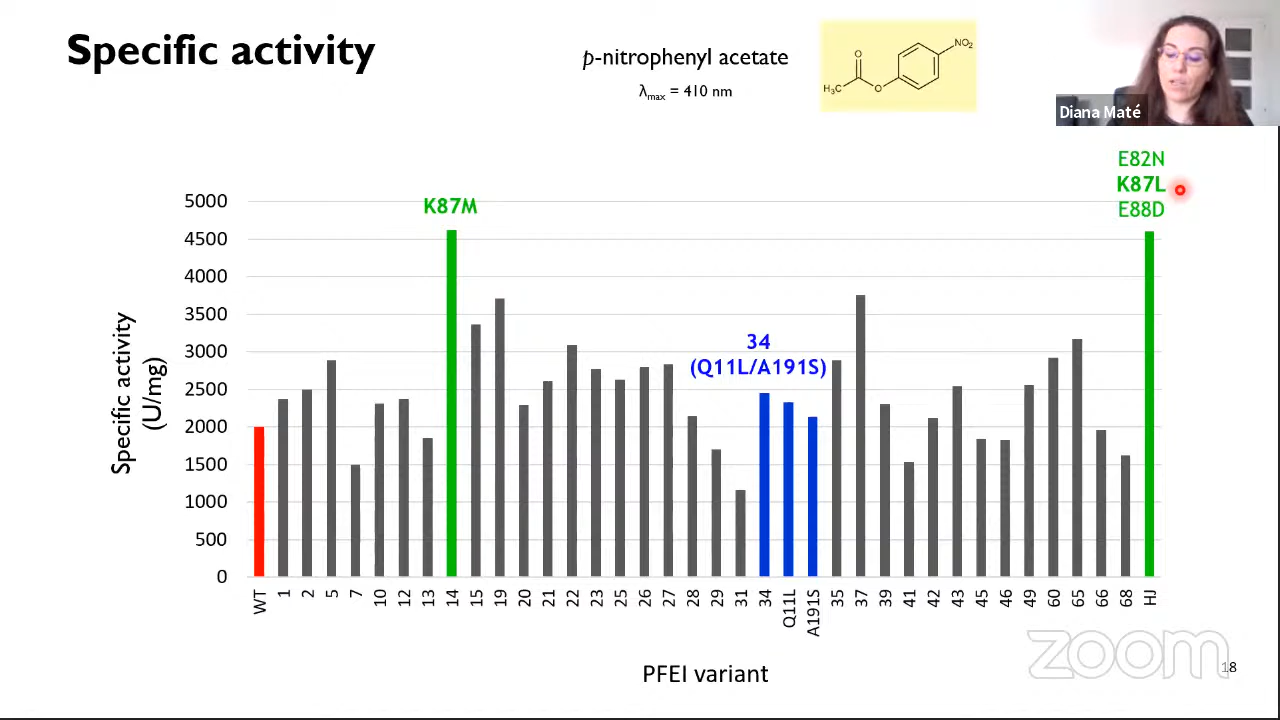 Specific activity
p-nitrophenyl acetate
λmax = 410 nm
O
NO2
H3C
O
Diana Maté
E82N
K87L
E88D
K87M
34
(Q11L/A191S)
5000
4500
4000
3500
3000
2500
2000
1500
1000
500
0
Specific activity
(U/mg)
WT 1 2 5 7 10 12 13 14 15 19 20 21 22 23 25 26 27 28 29 31 34 Q11L A191S 35 37 39 41 42 43 45 46 49 60 65 66 68 HJ
PFEI variant
zoom
18